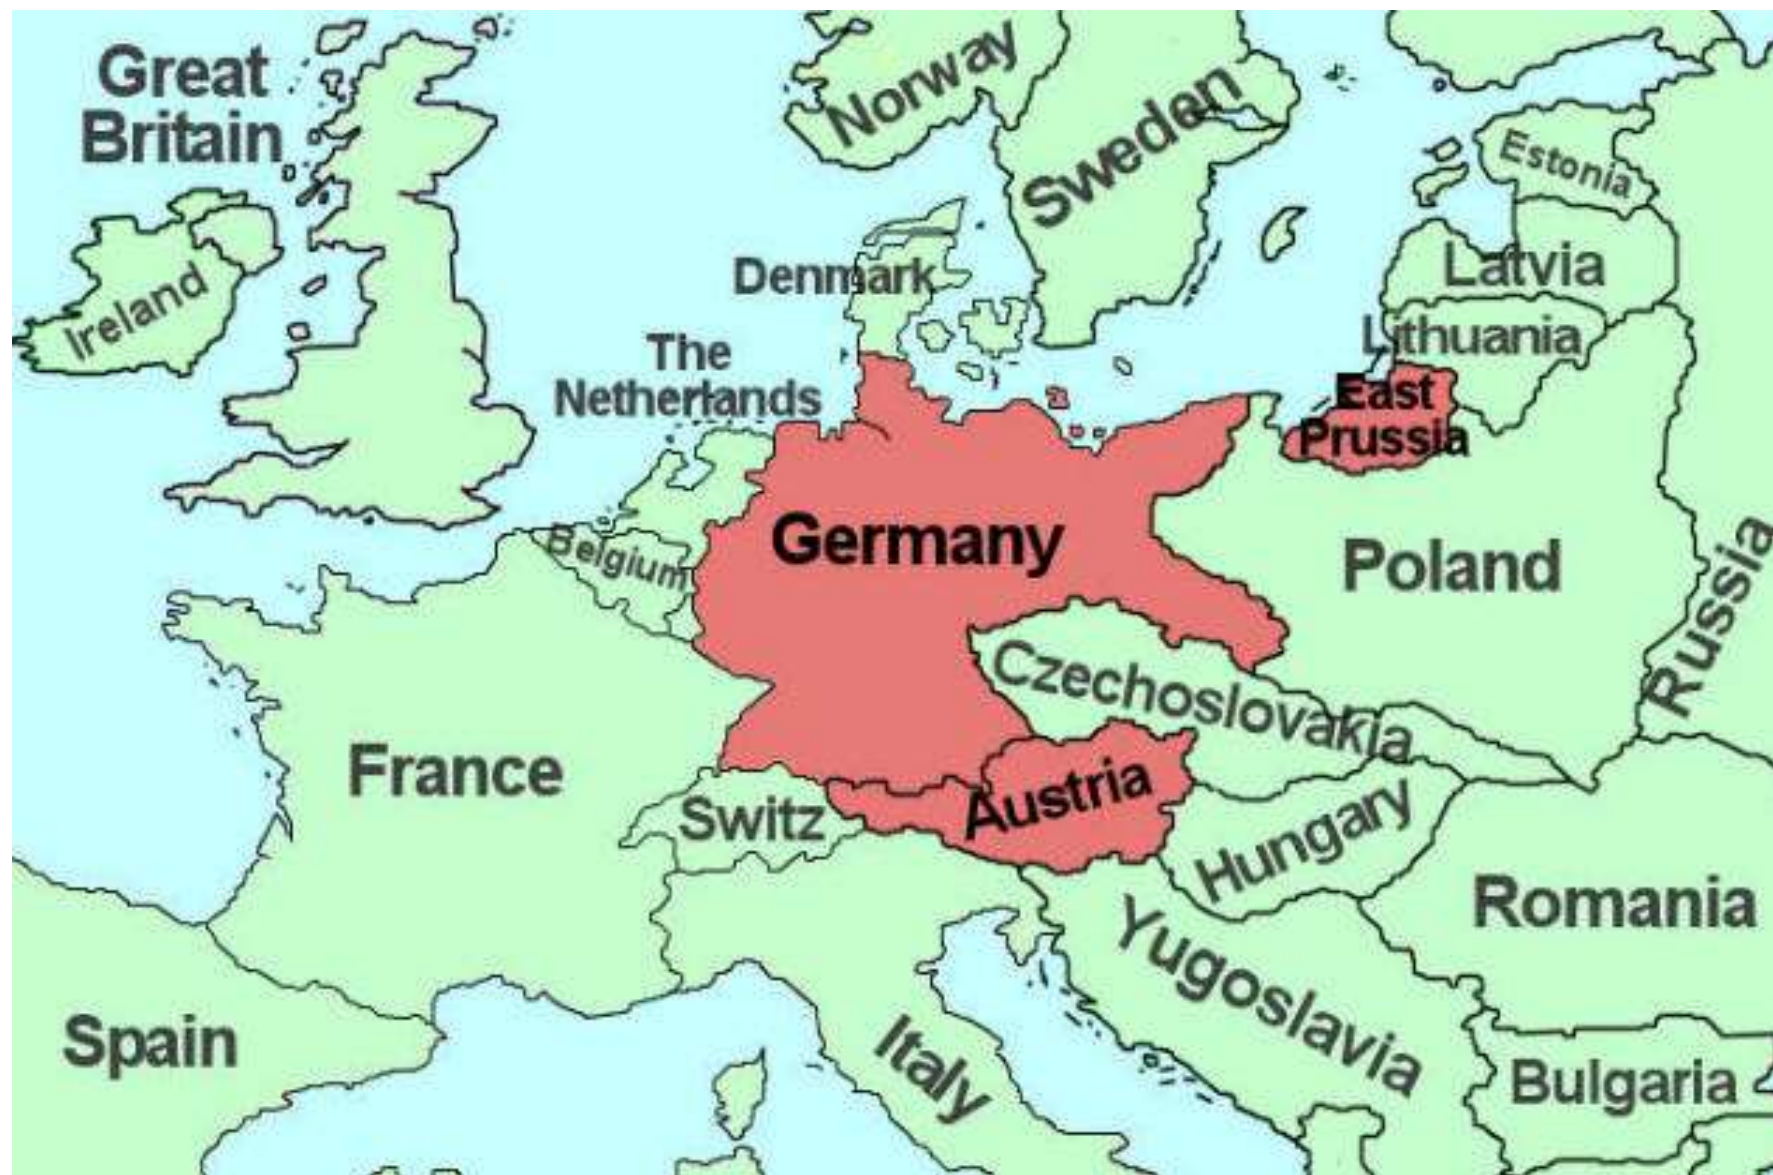 Great
Britain
Norway
Sweden
Estonia
Ireland
Denmark
Latvia
Lithuania
The
Netherlands
East
Prussia
Germany
Belgium
Poland
Russia
Czechoslovakia
France
Austria
Switz
Hungary
Romania
Yugoslavia
Spain
Italy
Bulgaria